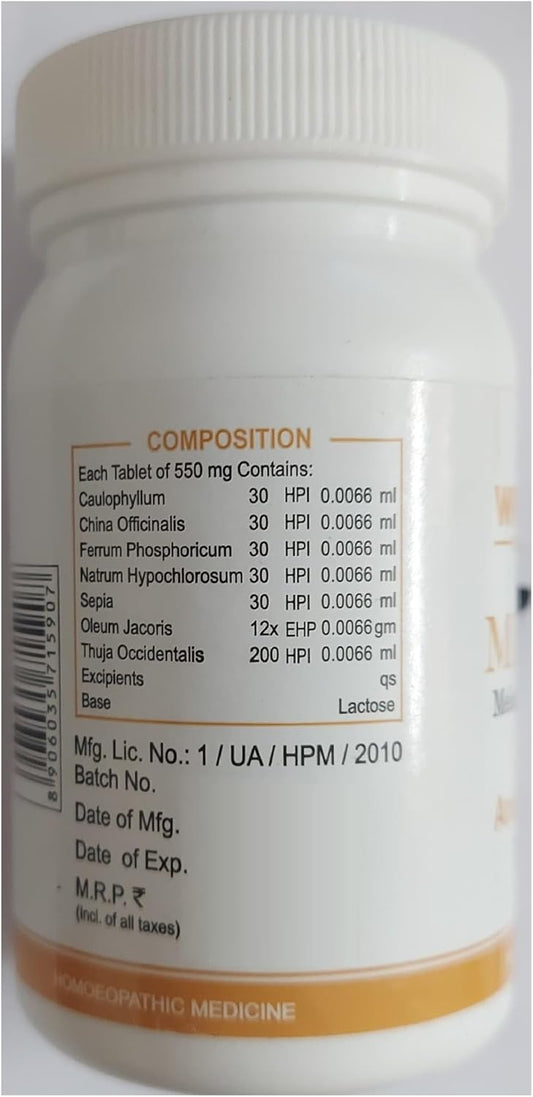 COMPOSITION
Each Tablet of 550 mg Contains:
Caulophyllum 30 HPI 0.0066 ml
China Officinalis 30 HPI 0.0066 ml
Ferrum Phosphoricum 30 HPI 0.0066 ml
Natrum Hypochlorosum 30 HPI 0.0066 ml
Sepia 30 HPI 0.0066 ml
Oleum Jacoris 12x EHP 0.0066gm
Thuja Occidentalis 200 HPI 0.0066 ml
Excipients qs
Base Lactose
Mfg. Lic. No.: 1 / UA / HPM / 2010
Batch No.
Date of Mfg.
Date of Exp.
M.R.P. ₹
(incl. of all taxes)
8 906035 715907
HOMOEOPATHIC MEDICINE